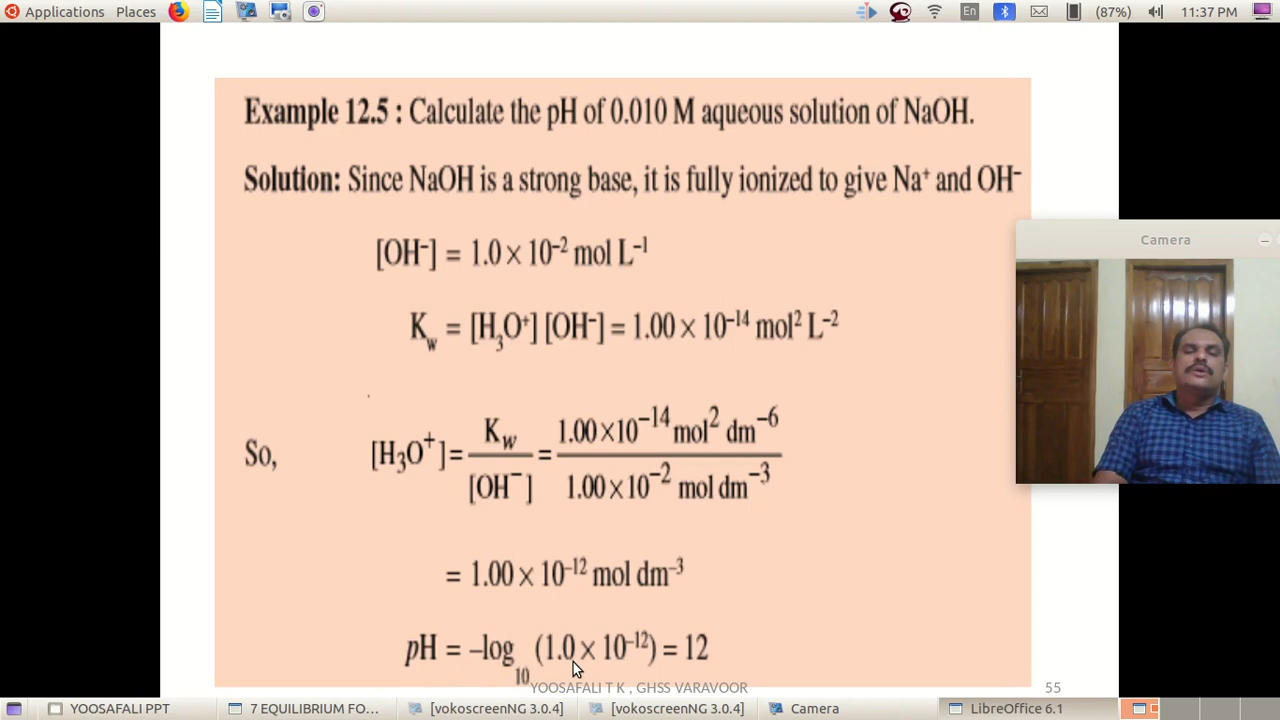 Applications Places En (87%) 11:37 PM
Example 12.5 : Calculate the pH of 0.010 M aqueous solution of NaOH.
Solution: Since NaOH is a strong base, it is fully ionized to give Na⁺ and OH⁻
[OH⁻] = 1.0 × 10⁻² mol L⁻¹
K_w = [H₃O⁺] [OH⁻] = 1.00 × 10⁻¹⁴ mol² L⁻²
Camera
So, [H₃O⁺] = K_w / [OH⁻] = 1.00×10⁻¹⁴ mol² dm⁻⁶ / 1.00×10⁻² mol dm⁻³
= 1.00 × 10⁻¹² mol dm⁻³
pH = –log₁₀ (1.0 × 10⁻¹²) = 12
YOOSAFALI T K , GHSS VARAVOOR 55
YOOSAFALI PPT 7 EQUILIBRIUM FO... [vokoscreenNG 3.0.4] [vokoscreenNG 3.0.4] Camera LibreOffice 6.1